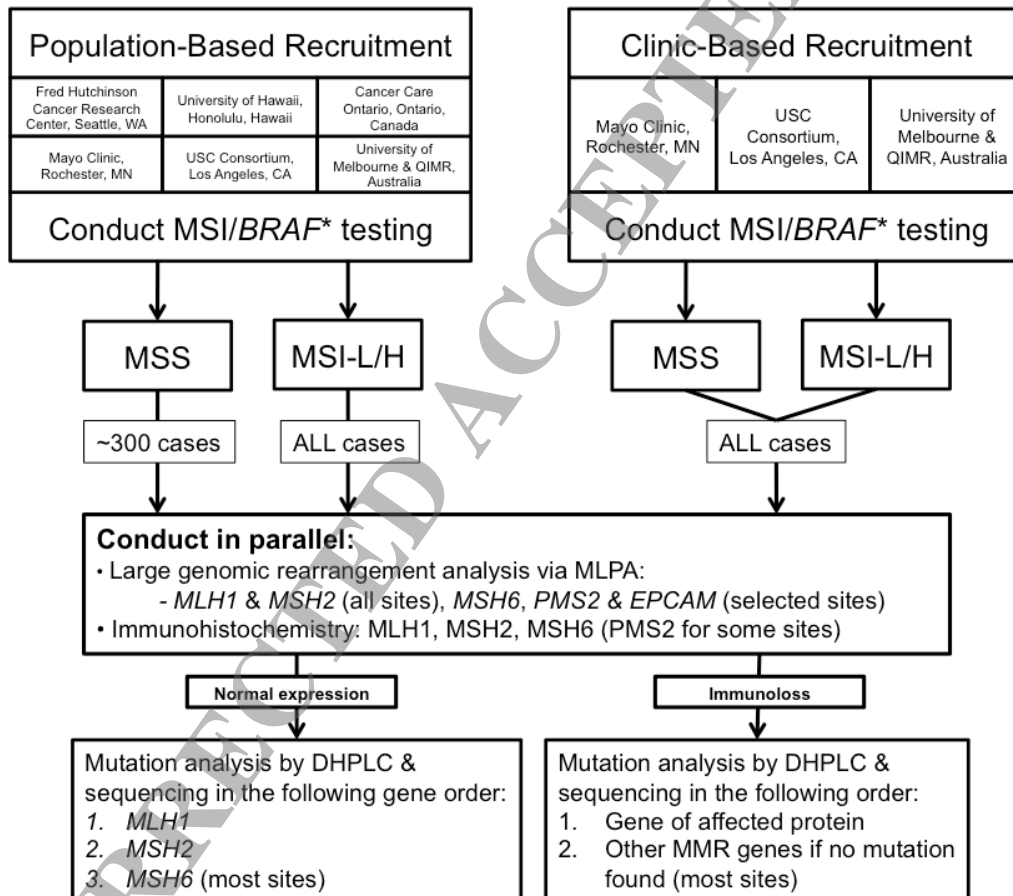 Population-Based Recruitment
Fred Hutchinson
Cancer Research
Center, Seattle, WA
University of Hawaii,
Honolulu, Hawaii
Cancer Care
Ontario, Ontario,
Canada
Mayo Clinic,
Rochester, MN
USC Consortium,
Los Angeles, CA
University of
Melbourne & QIMR,
Australia
Conduct MSI/BRAF* testing
MSS
MSI-L/H
~300 cases
ALL cases
Clinic-Based Recruitment
Mayo Clinic,
Rochester, MN
USC
Consortium,
Los Angeles, CA
University of
Melbourne &
QIMR, Australia
Conduct MSI/BRAF* testing
MSS
MSI-L/H
ALL cases
Conduct in parallel:
• Large genomic rearrangement analysis via MLPA:
- MLH1 & MSH2 (all sites), MSH6, PMS2 & EPCAM (selected sites)
• Immunohistochemistry: MLH1, MSH2, MSH6 (PMS2 for some sites)
Normal expression
Immunoloss
Mutation analysis by DHPLC &
sequencing in the following gene order:
1. MLH1
2. MSH2
3. MSH6 (most sites)
Mutation analysis by DHPLC &
sequencing in the following order:
1. Gene of affected protein
2. Other MMR genes if no mutation
found (most sites)